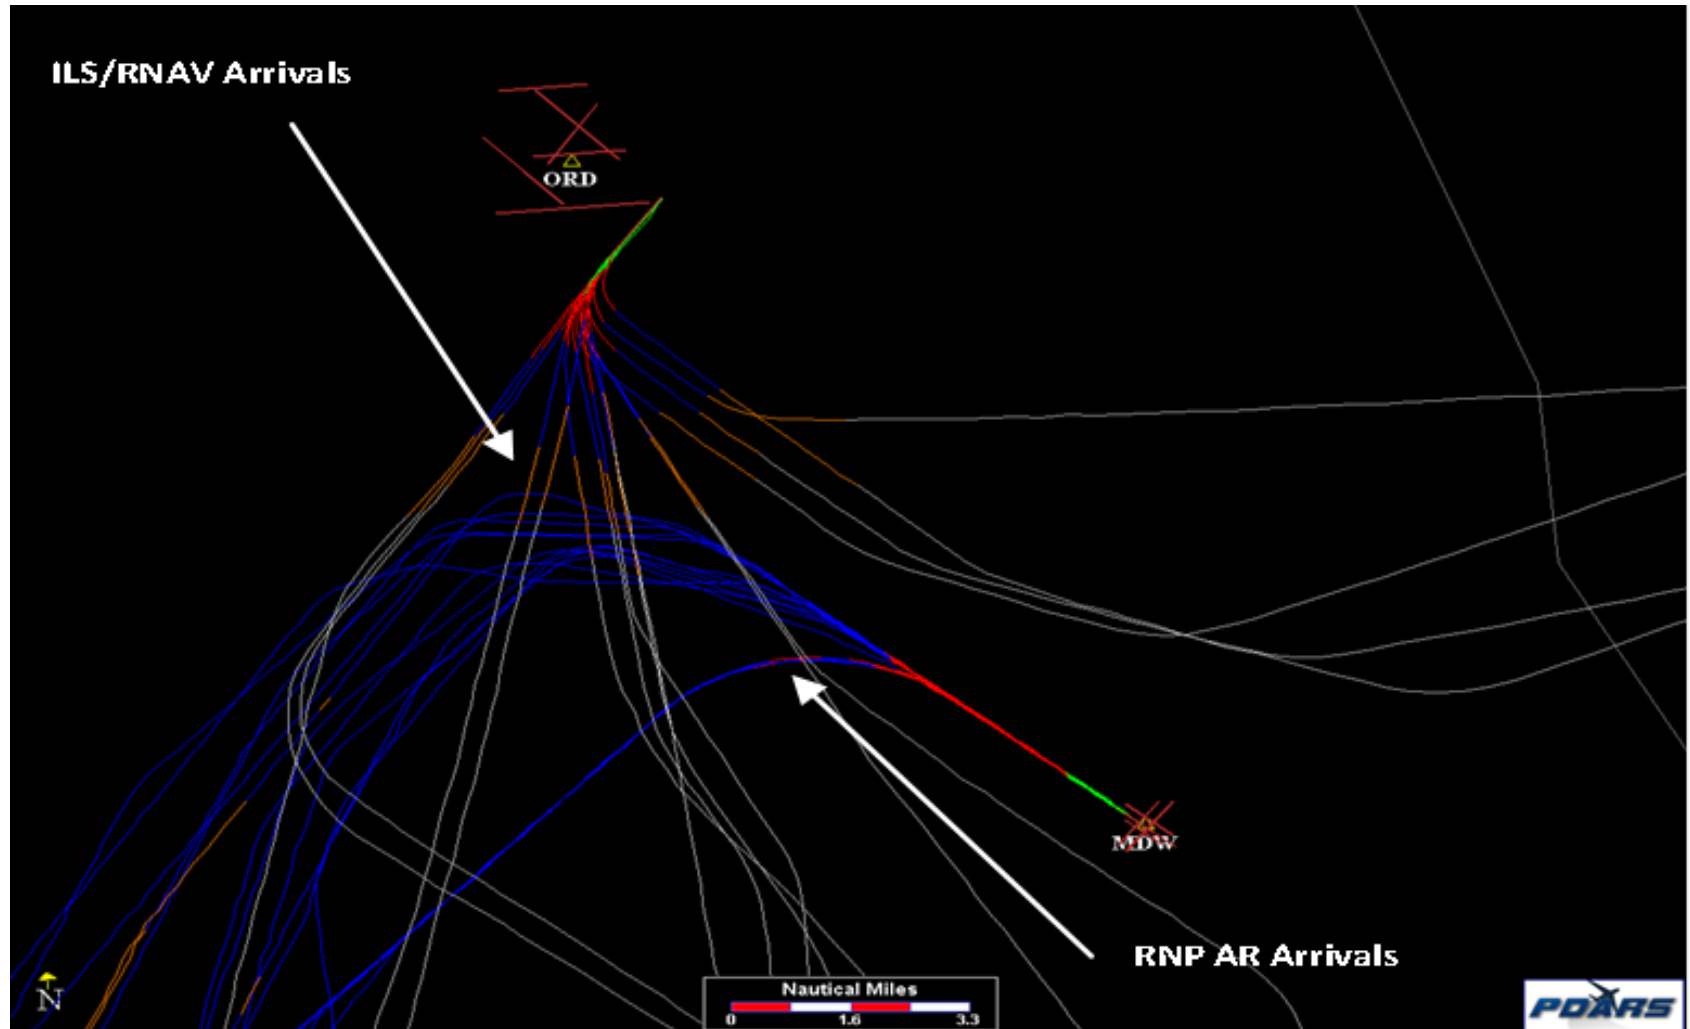 ILS/RNAV Arrivals
ORD
MDW
RNP AR Arrivals
N
Nautical Miles
0 1.6 3.3
PDARS